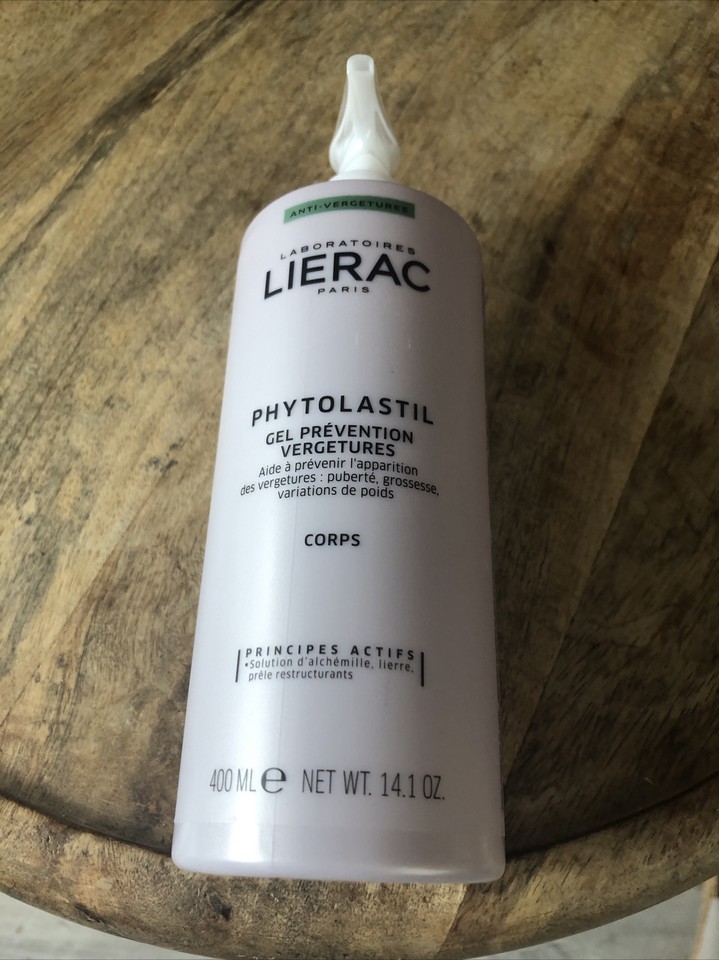 ANTI-VERGETURES
LABORATOIRES
LIERAC
PARIS
PHYTOLASTIL
GEL PRÉVENTION
VERGETURES
Aide à prévenir l'apparition
des vergetures : puberté, grossesse,
variations de poids
CORPS
PRINCIPES ACTIFS
•Solution d'alchémille, lierre,
prêle restructurants
400 ML e NET WT. 14.1 OZ.